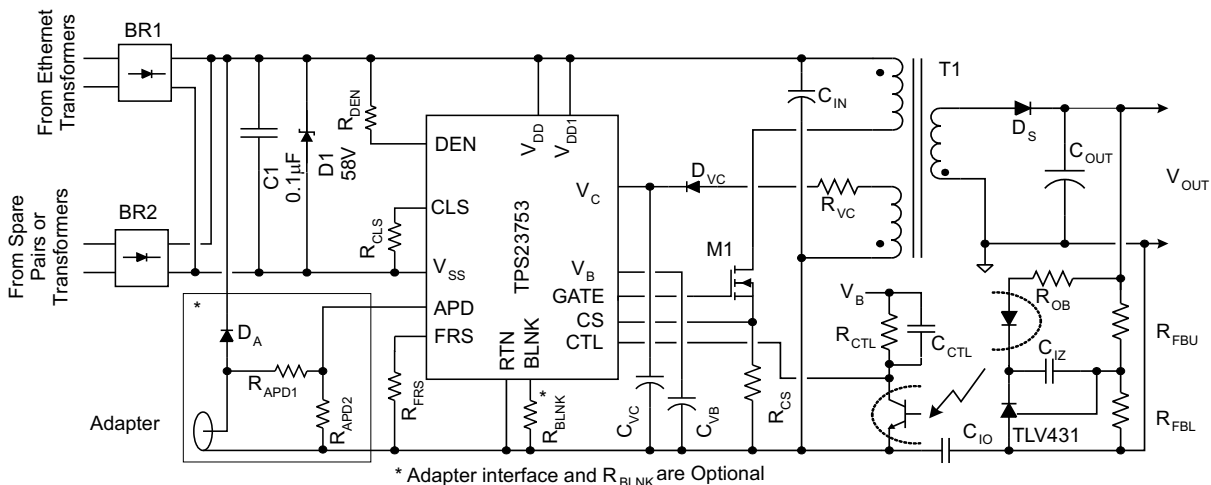 From Ethernet
Transformers
BR1
From Spare
Pairs or
Transformers
BR2
C1
0.1μF
D1
58V
R_DEN
R_CLS
DEN
CLS
V_SS
APD
FRS
V_DD
V_DD1
TPS23753
V_C
V_B
GATE
CS
CTL
RTN
BLNK
*
D_A
R_APD1
R_APD2
Adapter
R_FRS
*
R_BLNK
C_VC
C_VB
D_VC
R_VC
M1
R_CS
C_IN
T1
D_S
C_OUT
V_OUT
V_B
R_CTL
C_CTL
R_OB
C_IZ
R_FBU
R_FBL
TLV431
C_IO
* Adapter interface and R_BLNK are Optional